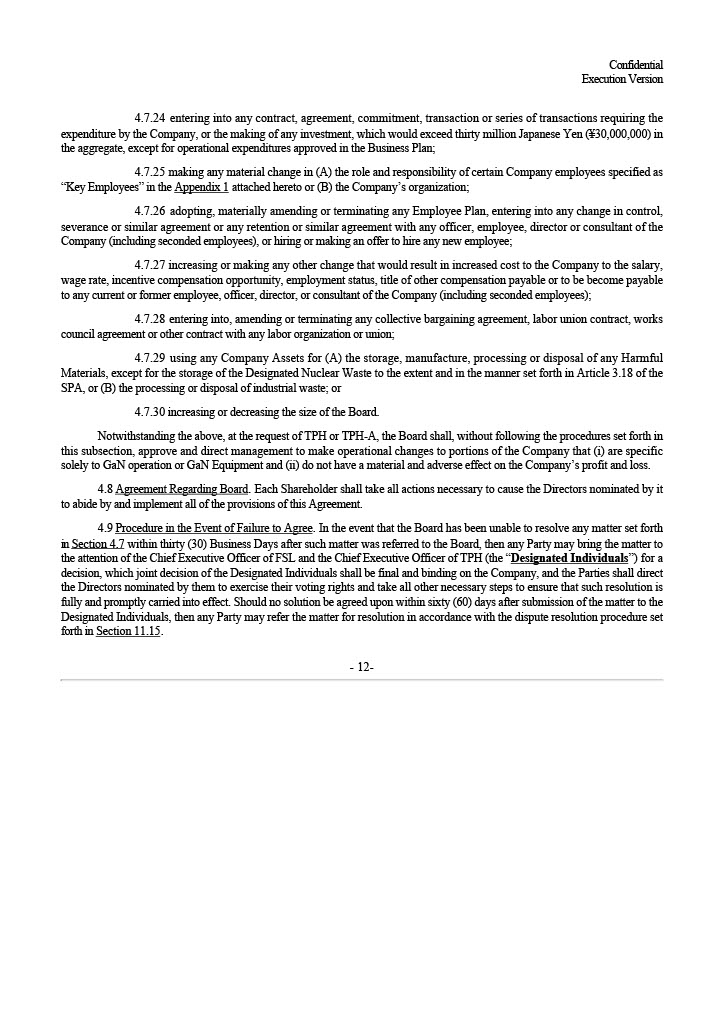 Confidential
Execution Version
4.7.24 entering into any contract, agreement, commitment, transaction or series of transactions requiring the
expenditure by the Company, or the making of any investment, which would exceed thirty million Japanese Yen (¥30,000,000) in
the aggregate, except for operational expenditures approved in the Business Plan;
4.7.25 making any material change in (A) the role and responsibility of certain Company employees specified as
“Key Employees” in the Appendix 1 attached hereto or (B) the Company’s organization;
4.7.26 adopting, materially amending or terminating any Employee Plan, entering into any change in control,
severance or similar agreement or any retention or similar agreement with any officer, employee, director or consultant of the
Company (including seconded employees), or hiring or making an offer to hire any new employee;
4.7.27 increasing or making any other change that would result in increased cost to the Company to the salary,
wage rate, incentive compensation opportunity, employment status, title of other compensation payable or to be become payable
to any current or former employee, officer, director, or consultant of the Company (including seconded employees);
4.7.28 entering into, amending or terminating any collective bargaining agreement, labor union contract, works
council agreement or other contract with any labor organization or union;
4.7.29 using any Company Assets for (A) the storage, manufacture, processing or disposal of any Harmful
Materials, except for the storage of the Designated Nuclear Waste to the extent and in the manner set forth in Article 3.18 of the
SPA, or (B) the processing or disposal of industrial waste; or
4.7.30 increasing or decreasing the size of the Board.
Notwithstanding the above, at the request of TPH or TPH-A, the Board shall, without following the procedures set forth in
this subsection, approve and direct management to make operational changes to portions of the Company that (i) are specific
solely to GaN operation or GaN Equipment and (ii) do not have a material and adverse effect on the Company’s profit and loss.
4.8 Agreement Regarding Board. Each Shareholder shall take all actions necessary to cause the Directors nominated by it
to abide by and implement all of the provisions of this Agreement.
4.9 Procedure in the Event of Failure to Agree. In the event that the Board has been unable to resolve any matter set forth
in Section 4.7 within thirty (30) Business Days after such matter was referred to the Board, then any Party may bring the matter to
the attention of the Chief Executive Officer of FSL and the Chief Executive Officer of TPH (the “Designated Individuals”) for a
decision, which joint decision of the Designated Individuals shall be final and binding on the Company, and the Parties shall direct
the Directors nominated by them to exercise their voting rights and take all other necessary steps to ensure that such resolution is
fully and promptly carried into effect. Should no solution be agreed upon within sixty (60) days after submission of the matter to the
Designated Individuals, then any Party may refer the matter for resolution in accordance with the dispute resolution procedure set
forth in Section 11.15.
- 12-